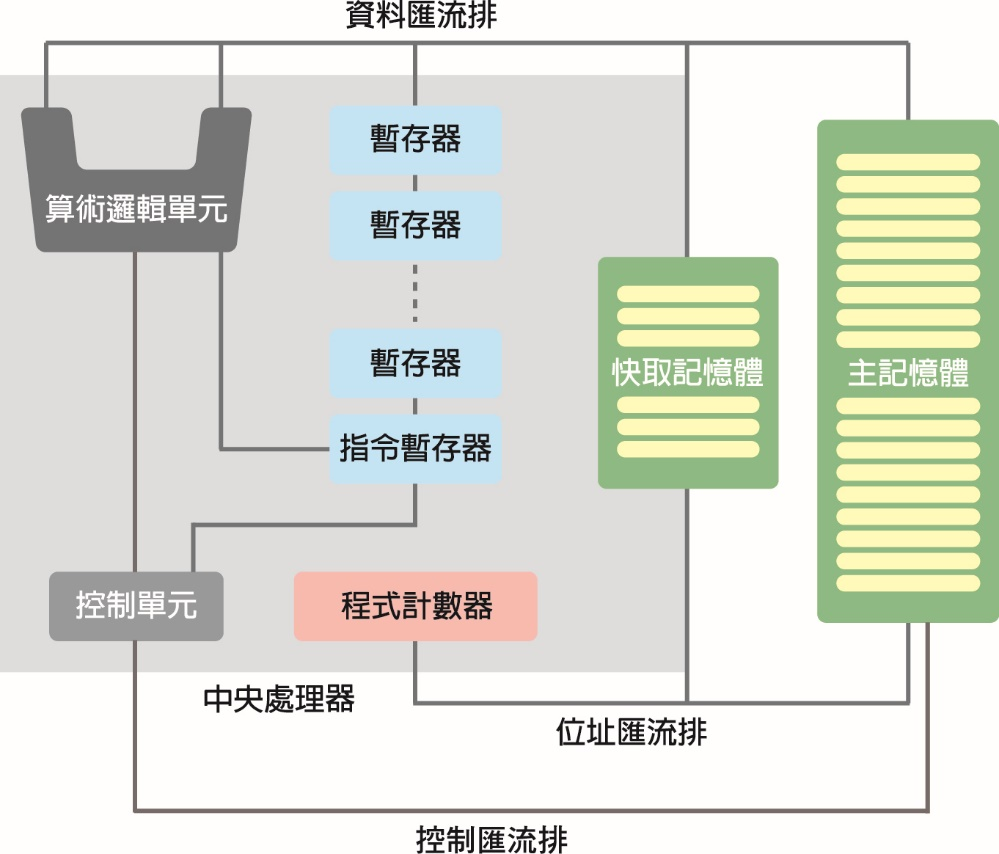 資料匯流排
暫存器
算術邏輯單元
暫存器
暫存器
快取記憶體
主記憶體
指令暫存器
控制單元
程式計數器
中央處理器
位址匯流排
控制匯流排